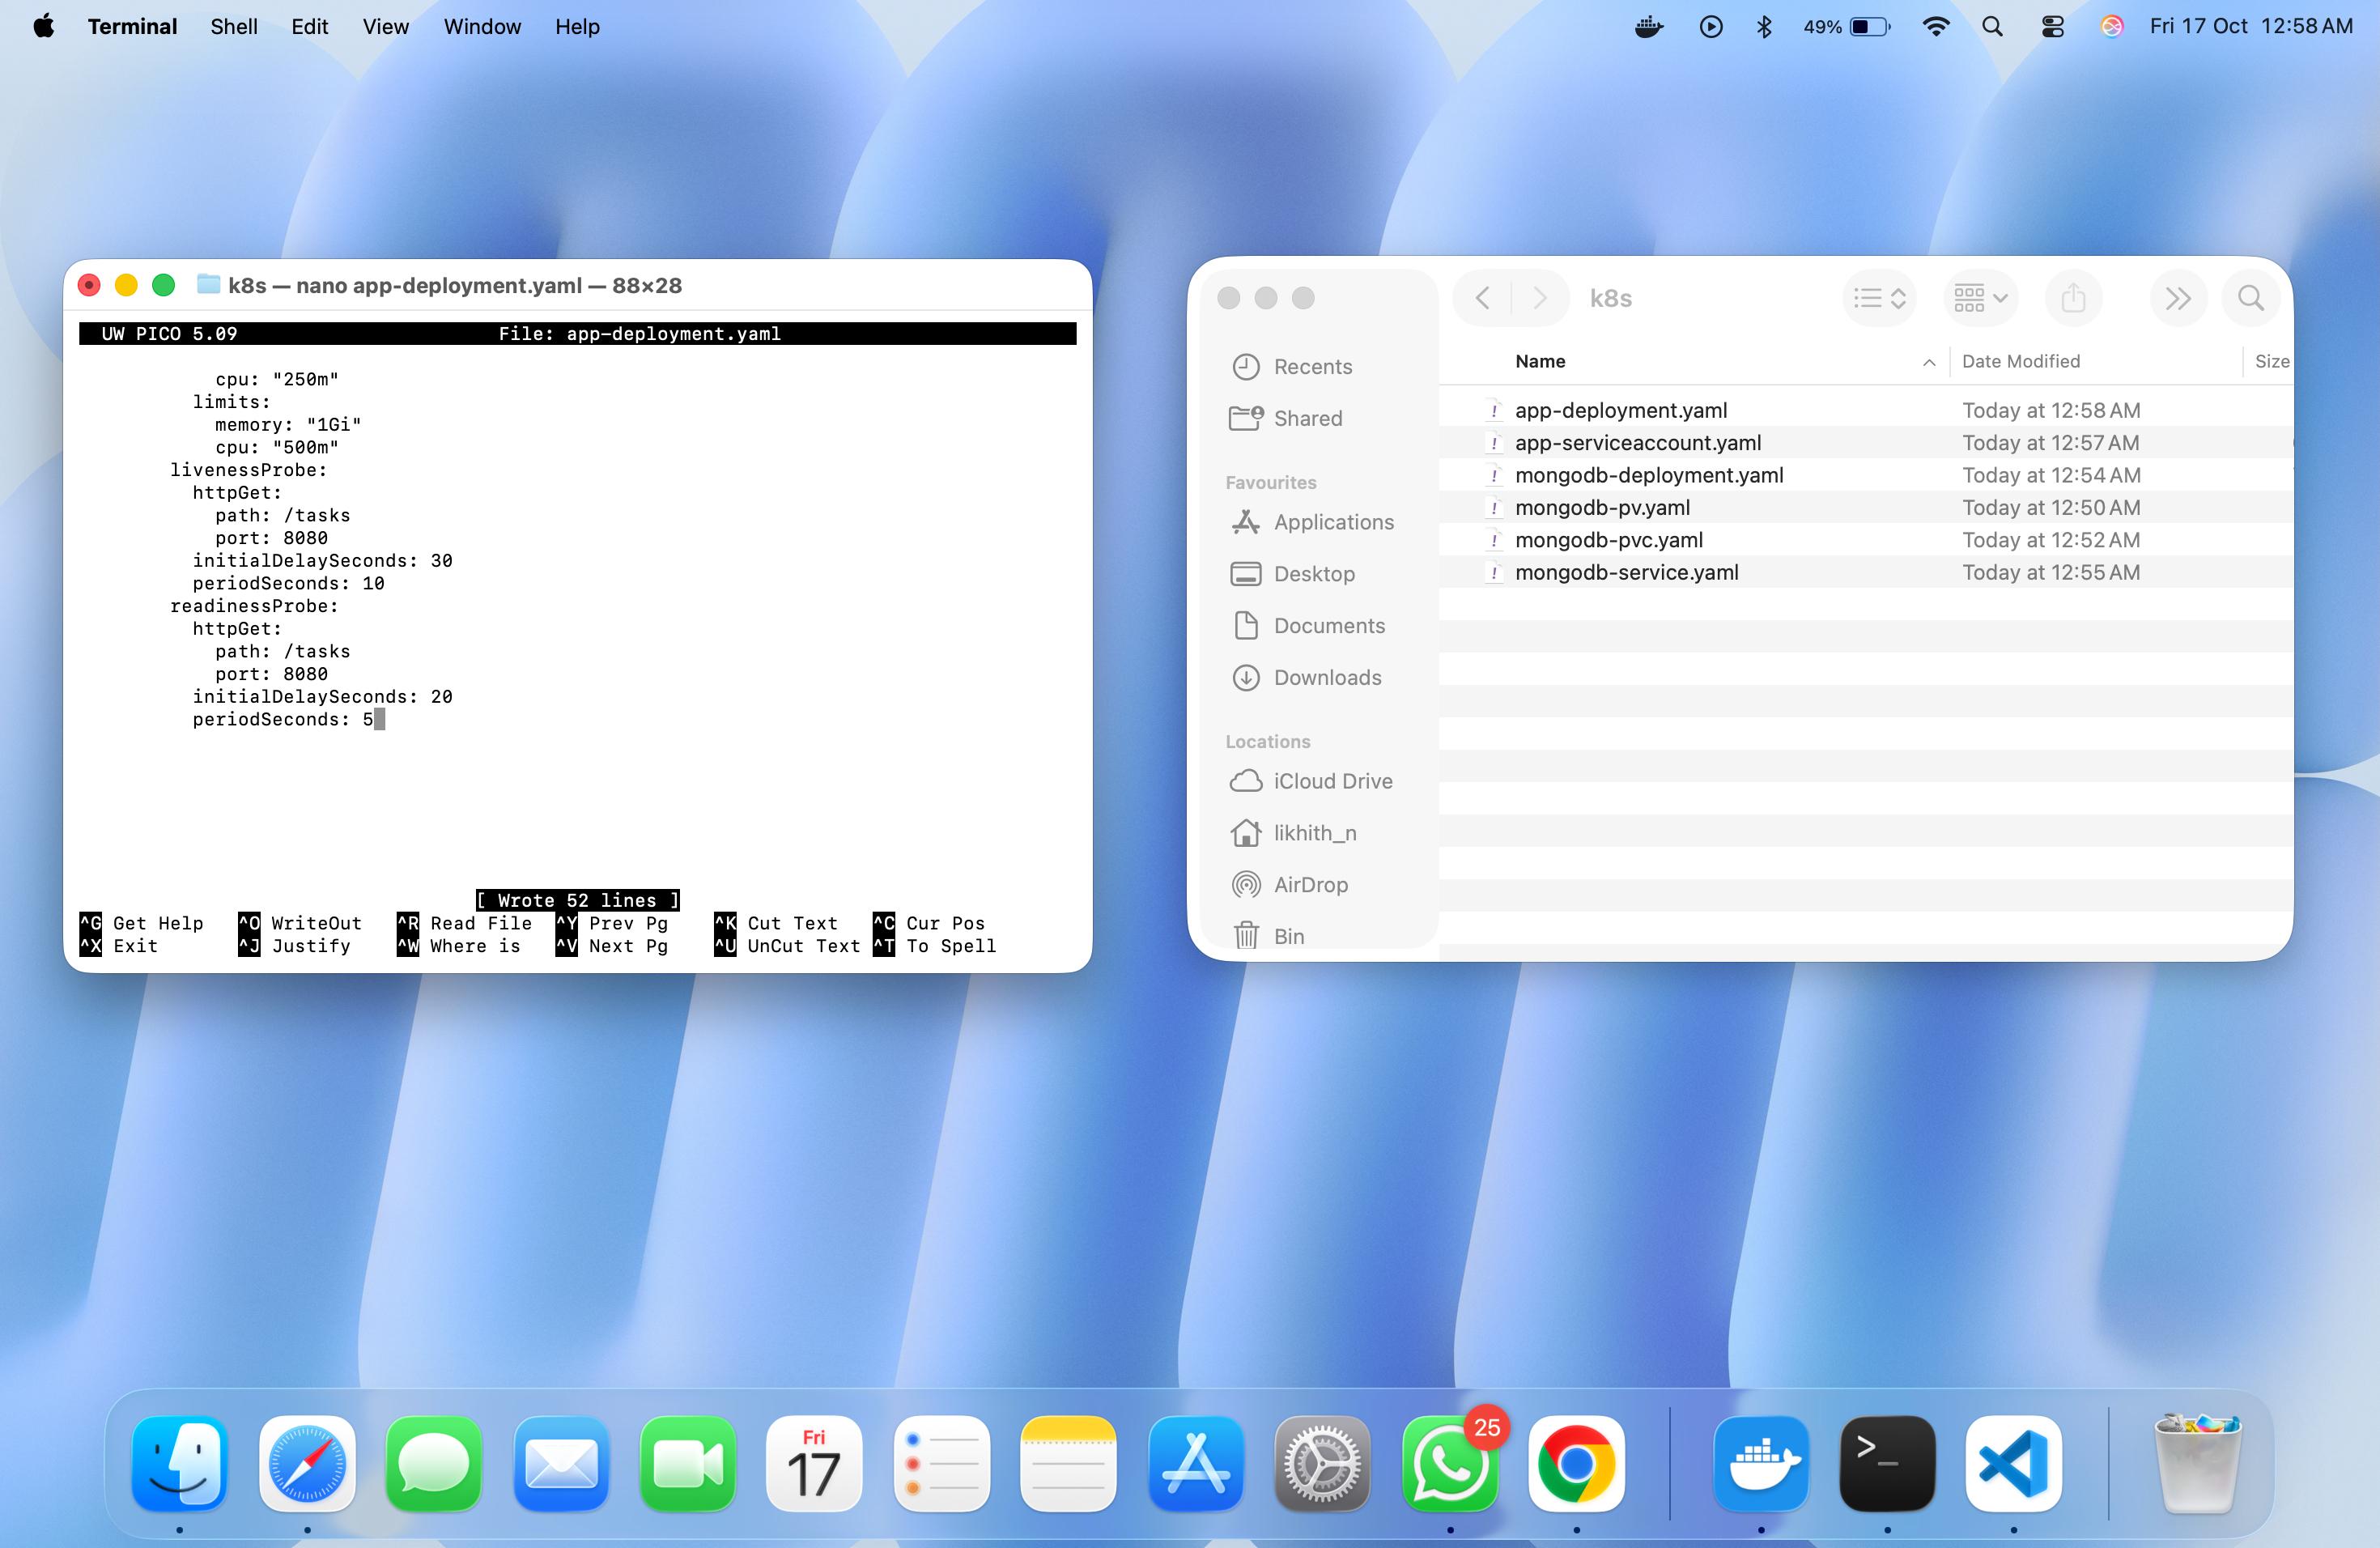 Terminal Shell Edit View Window Help 49% Fri 17 Oct 12:58 AM
k8s — nano app-deployment.yaml — 88×28
UW PICO 5.09 File: app-deployment.yaml
cpu: "250m"
limits:
memory: "1Gi"
cpu: "500m"
livenessProbe:
httpGet:
path: /tasks
port: 8080
initialDelaySeconds: 30
periodSeconds: 10
readinessProbe:
httpGet:
path: /tasks
port: 8080
initialDelaySeconds: 20
periodSeconds: 5
[ Wrote 52 lines ]
^G Get Help ^O WriteOut ^R Read File ^Y Prev Pg ^K Cut Text ^C Cur Pos
^X Exit ^J Justify ^W Where is ^V Next Pg ^U UnCut Text ^T To Spell
k8s
Recents
Shared
Favourites
Applications
Desktop
Documents
Downloads
Locations
iCloud Drive
likhith_n
AirDrop
Bin
Name Date Modified Size
app-deployment.yaml Today at 12:58 AM
app-serviceaccount.yaml Today at 12:57 AM
mongodb-deployment.yaml Today at 12:54 AM
mongodb-pv.yaml Today at 12:50 AM
mongodb-pvc.yaml Today at 12:52 AM
mongodb-service.yaml Today at 12:55 AM
Fri
17
25
>_